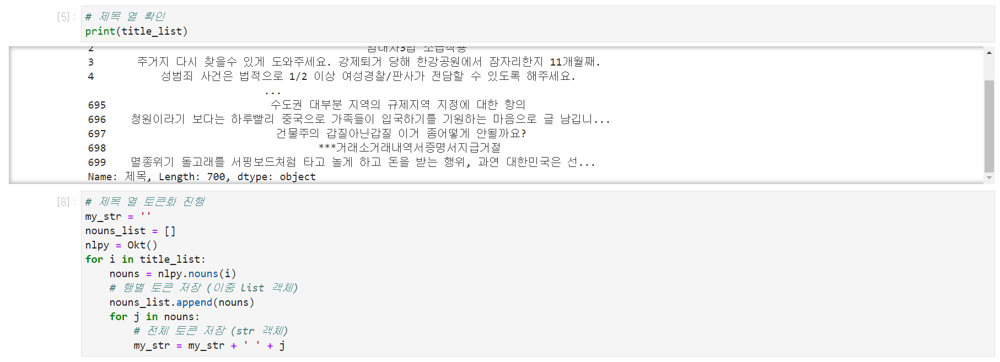 [5]:
# 제목 열 확인
print(title_list)
2 임대차3법 소급적용
3 주거지 다시 찾을수 있게 도와주세요. 강제퇴거 당해 한강공원에서 잠자리한지 11개월째.
4 성범죄 사건은 법적으로 1/2 이상 여성경찰/판사가 전담할 수 있도록 해주세요.
...
695 수도권 대부분 지역의 규제지역 지정에 대한 항의
696 청원이라기 보다는 하루빨리 중국으로 가족들이 입국하기를 기원하는 마음으로 글 남깁니...
697 건물주의 갑질아닌갑질 이거 좀어떻게 안될까요?
698 ***거래소거래내역서증명서지급거절
699 멸종위기 돌고래를 서핑보드처럼 타고 놀게 하고 돈을 받는 행위, 과연 대한민국은 선...
Name: 제목, Length: 700, dtype: object
[8]:
# 제목 열 토큰화 진행
my_str = ''
nouns_list = []
nlpy = Okt()
for i in title_list:
    nouns = nlpy.nouns(i)
    # 행별 토큰 저장 (이중 list 객체)
    nouns_list.append(nouns)
    for j in nouns:
        # 전체 토큰 저장 (str 객체)
        my_str = my_str + ' ' + j